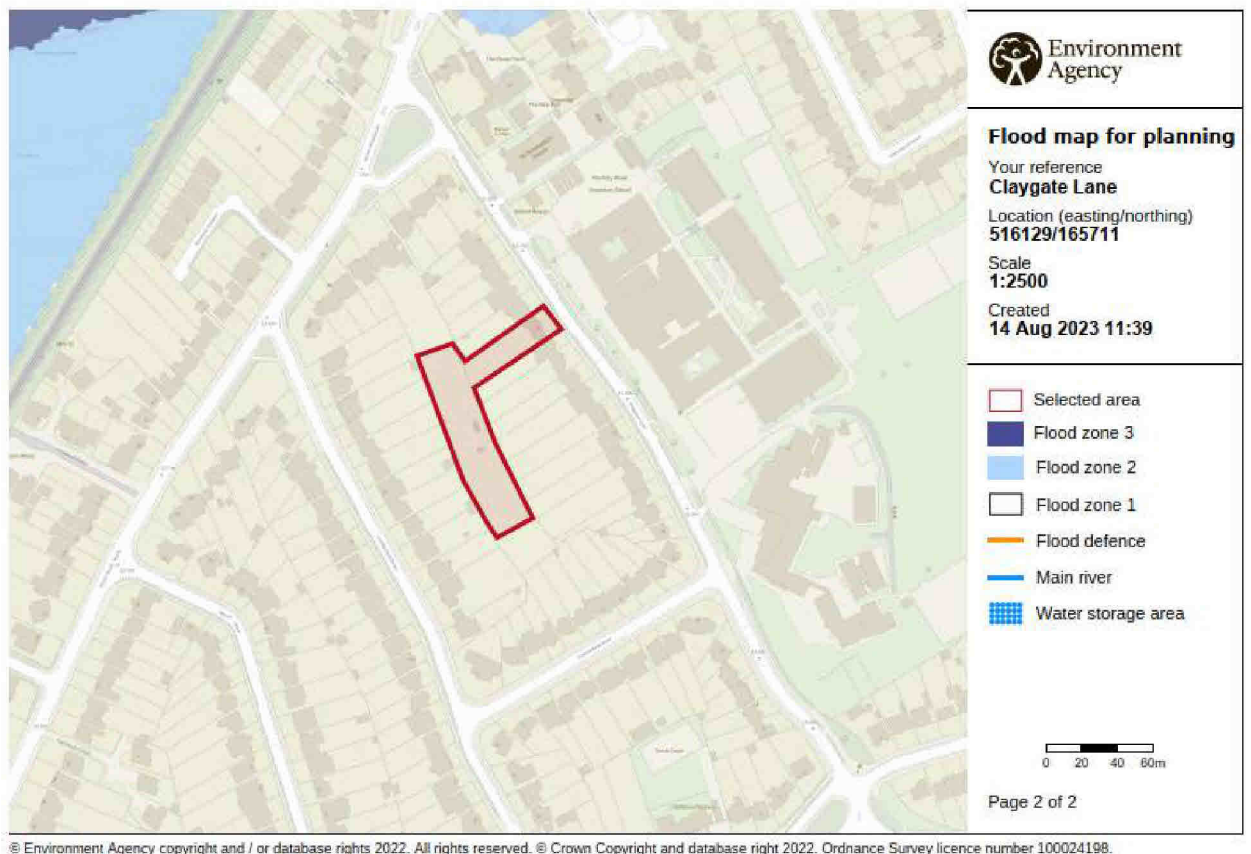 Environment
Agency
Flood map for planning
Your reference
Claygate Lane
Location (easting/northing)
516129/165711
Scale
1:2500
Created
14 Aug 2023 11:39
Selected area
Flood zone 3
Flood zone 2
Flood zone 1
Flood defence
Main river
Water storage area
0 20 40 60m
Page 2 of 2
© Environment Agency copyright and / or database rights 2022. All rights reserved. © Crown Copyright and database right 2022. Ordnance Survey licence number 100024198.